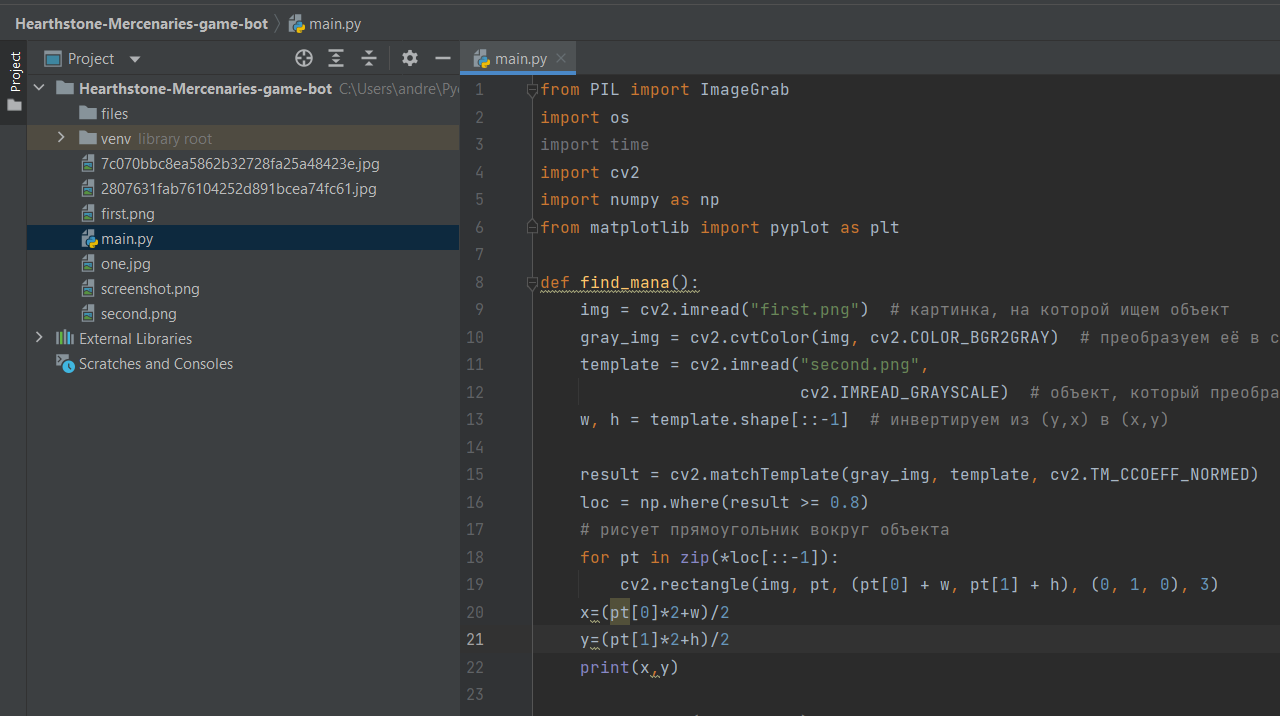 Hearthstone-Mercenaries-game-bot main.py
Project
Project
main.py
Hearthstone-Mercenaries-game-bot C:\Users\andre\Py
files
venv library root
7c070bbc8ea5862b32728fa25a48423e.jpg
2807631fab76104252d891bcea74fc61.jpg
first.png
main.py
one.jpg
screenshot.png
second.png
External Libraries
Scratches and Consoles
1 from PIL import ImageGrab
2 import os
3 import time
4 import cv2
5 import numpy as np
6 from matplotlib import pyplot as plt
7
8 def find_mana():
9 img = cv2.imread("first.png") # картинка, на которой ищем объект
10 gray_img = cv2.cvtColor(img, cv2.COLOR_BGR2GRAY) # преобразуем её в с
11 template = cv2.imread("second.png",
12 cv2.IMREAD_GRAYSCALE) # объект, который преобра
13 w, h = template.shape[::-1] # инвертируем из (y,x) в (x,y)
14
15 result = cv2.matchTemplate(gray_img, template, cv2.TM_CCOEFF_NORMED)
16 loc = np.where(result >= 0.8)
17 # рисует прямоугольник вокруг объекта
18 for pt in zip(*loc[::-1]):
19 cv2.rectangle(img, pt, (pt[0] + w, pt[1] + h), (0, 1, 0), 3)
20 x=(pt[0]*2+w)/2
21 y=(pt[1]*2+h)/2
22 print(x,y)
23